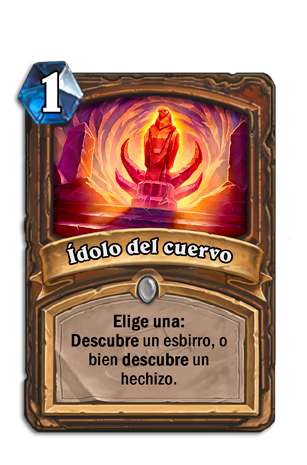 1
Ídolo del cuervo
Elige una:
Descubre un esbirro, o
bien descubre un
hechizo.